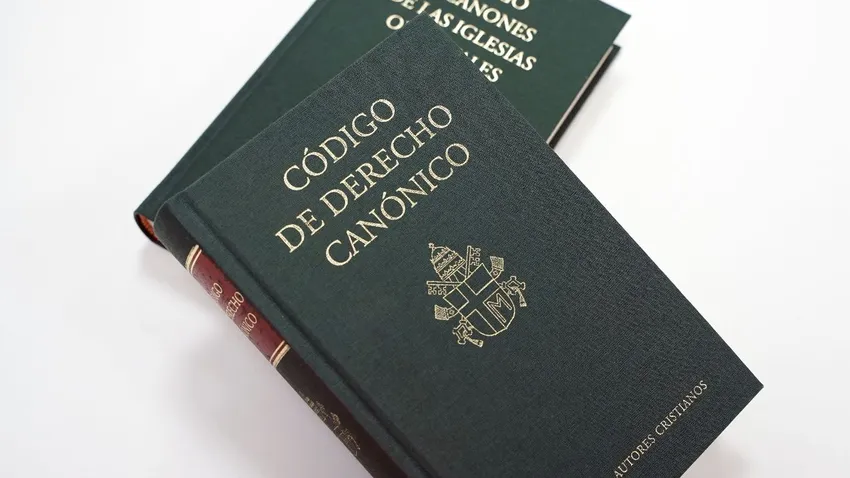 CANONES
DE LAS IGLESIAS
CÓDIGO
DE DERECHO
CANÓNICO
M
AUTORES CRISTIANOS